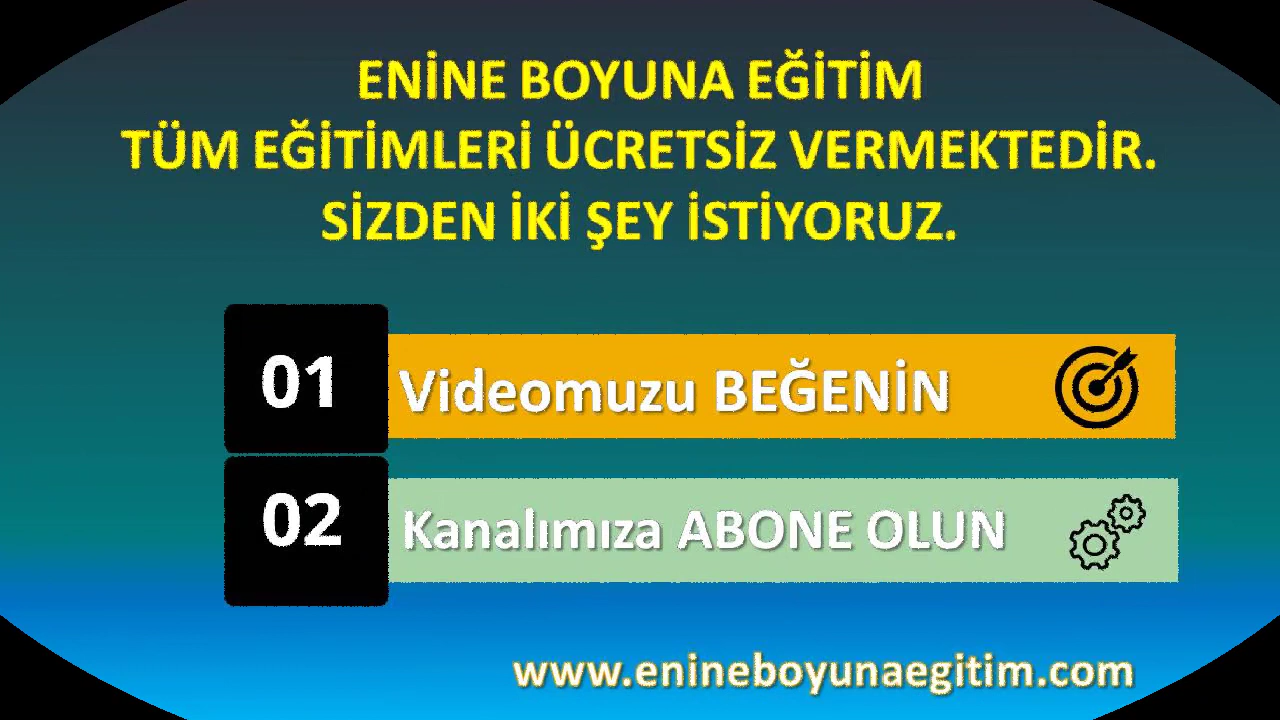 ENİNE BOYUNA EĞİTİM
TÜM EĞİTİMLERİ ÜCRETSİZ VERMEKTEDİR.
SİZDEN İKİ ŞEY İSTİYORUZ.
01 Videomuzu BEĞENİN
02 Kanalımıza ABONE OLUN
www.enineboyunaegitim.com